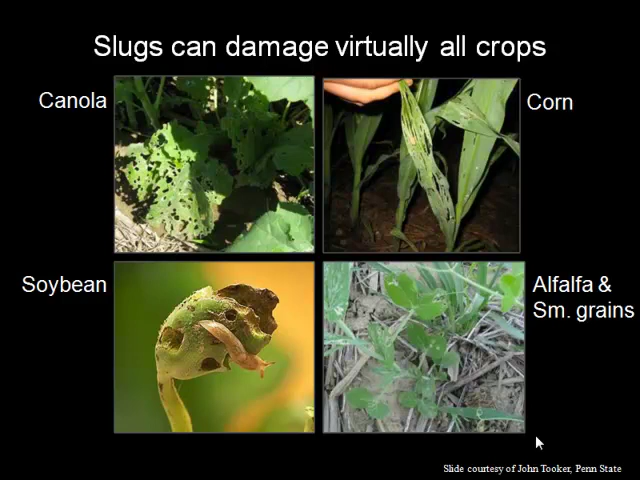 Slugs can damage virtually all crops
Canola
Corn
Soybean
Alfalfa &
Sm. grains
Slide courtesy of John Tooker, Penn State